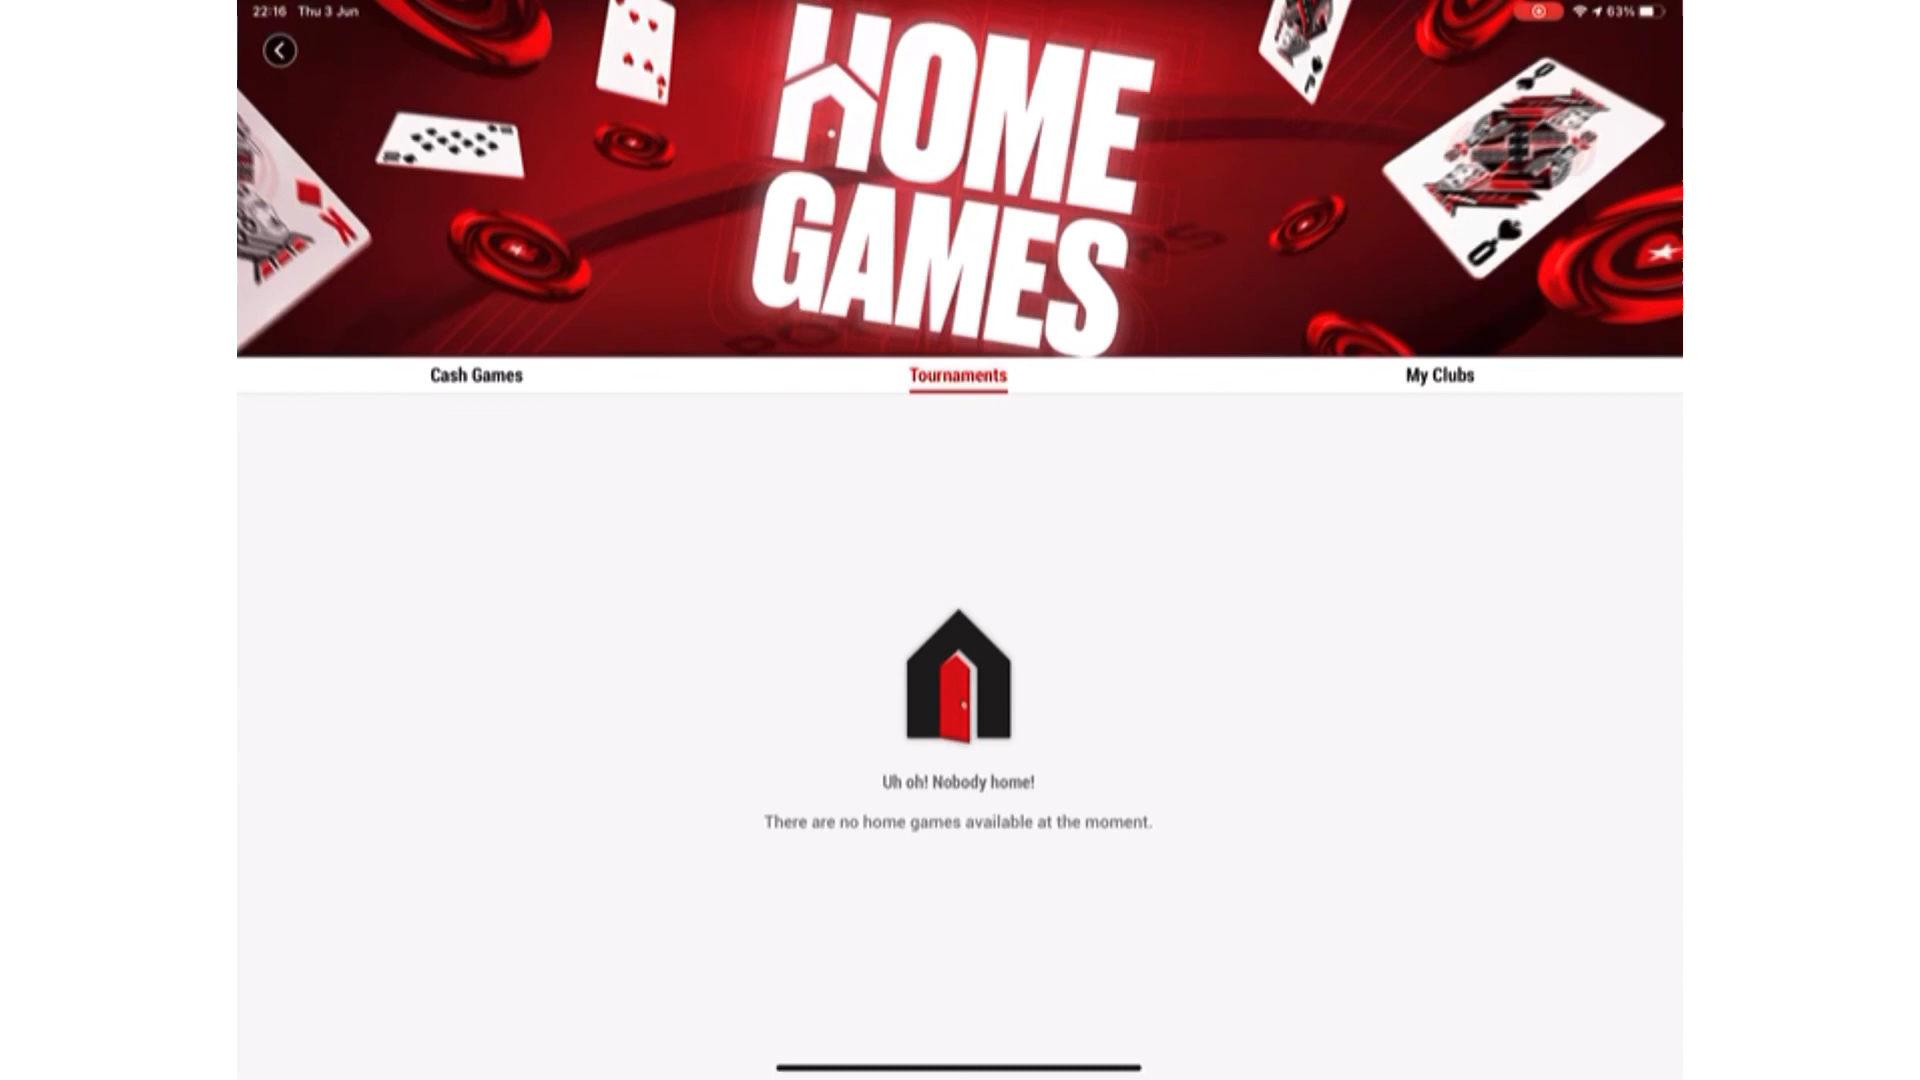 22:16 Thu 3 Jun
63%
HOME
GAMES
K
Q
Q
Cash Games
Tournaments
My Clubs
Uh oh! Nobody home!
There are no home games available at the moment.